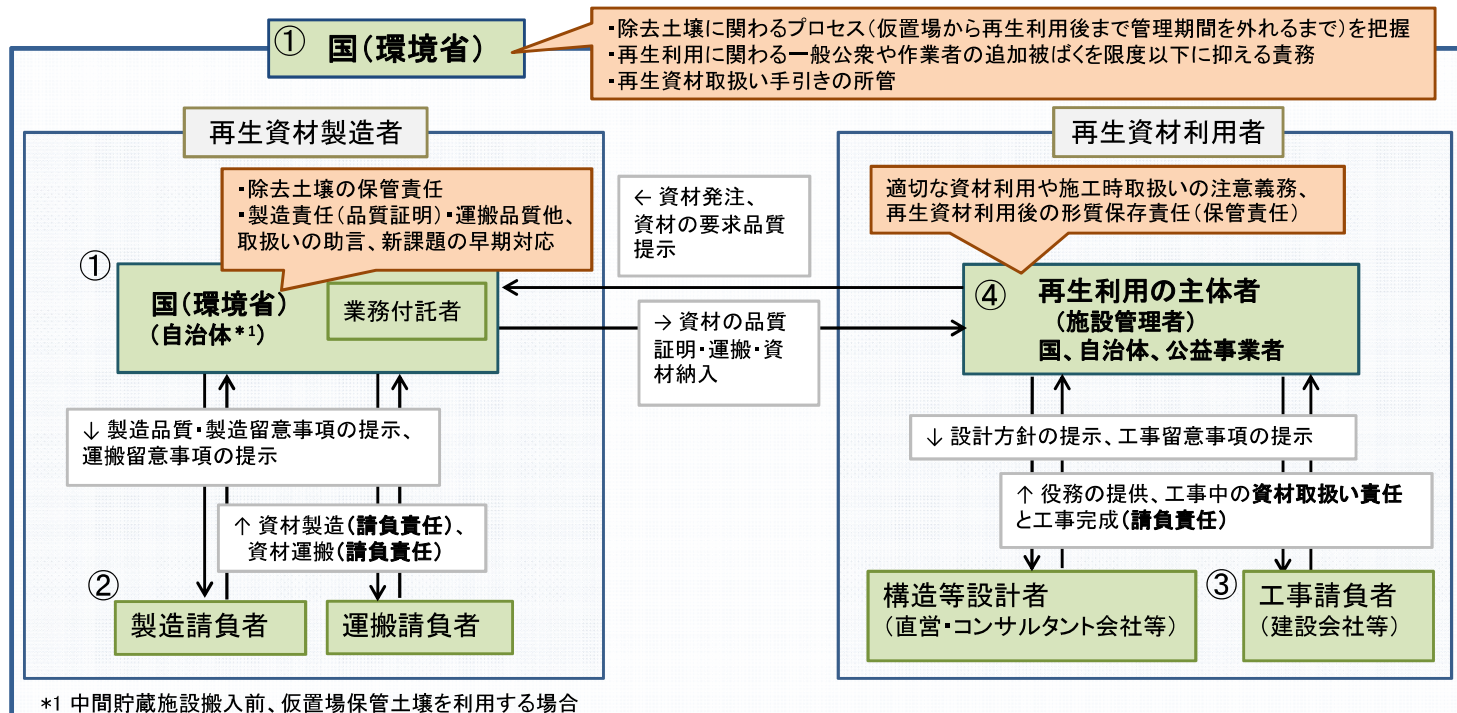 ① 国(環境省)
・除去土壌に関わるプロセス(仮置場から再生利用後まで管理期間を外れるまで)を把握
・再生利用に関わる一般公衆や作業者の追加被ばくを限度以下に抑える責務
・再生資材取扱い手引きの所管
再生資材製造者
・除去土壌の保管責任
・製造責任(品質証明)・運搬品質他、
取扱いの助言、新課題の早期対応
①
国(環境省)
(自治体*1)
業務付託者
↓ 製造品質・製造留意事項の提示、
運搬留意事項の提示
↑ 資材製造(請負責任)、
資材運搬(請負責任)
②
製造請負者
運搬請負者
← 資材発注、
資材の要求品質
提示
→ 資材の品質
証明・運搬・資
材納入
再生資材利用者
適切な資材利用や施工時取扱いの注意義務、
再生資材利用後の形質保存責任(保管責任)
④ 再生利用の主体者
(施設管理者)
国、自治体、公益事業者
↓ 設計方針の提示、工事留意事項の提示
↑ 役務の提供、工事中の資材取扱い責任
と工事完成(請負責任)
構造等設計者
(直営・コンサルタント会社等)
③
工事請負者
(建設会社等)
*1 中間貯蔵施設搬入前、仮置場保管土壌を利用する場合